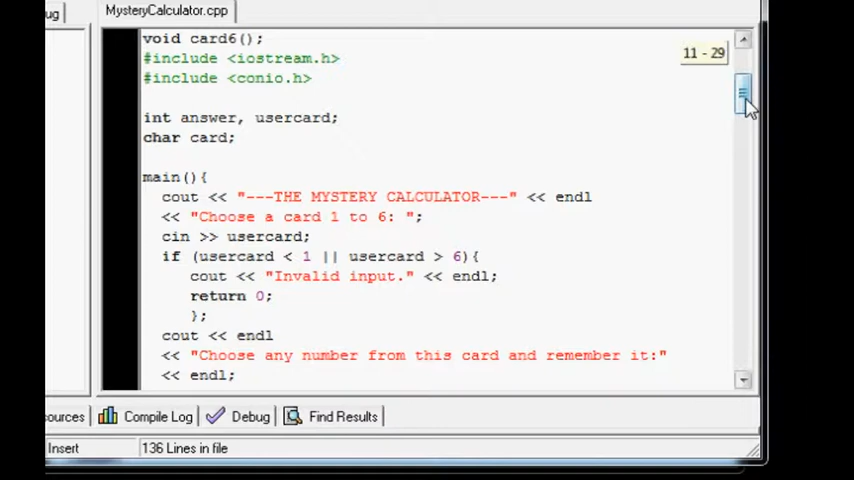 ug
MysteryCalculator.cpp
void card6();
#include <iostream.h>
11 - 29
#include <conio.h>
int answer, usercard;
char card;
main(){
cout << "---THE MYSTERY CALCULATOR---" << endl
<< "Choose a card 1 to 6: ";
cin >> usercard;
if (usercard < 1 || usercard > 6){
cout << "Invalid input." << endl;
return 0;
};
cout << endl
<< "Choose any number from this card and remember it:"
<< endl;
ources Compile Log Debug Find Results
Insert 136 Lines in file